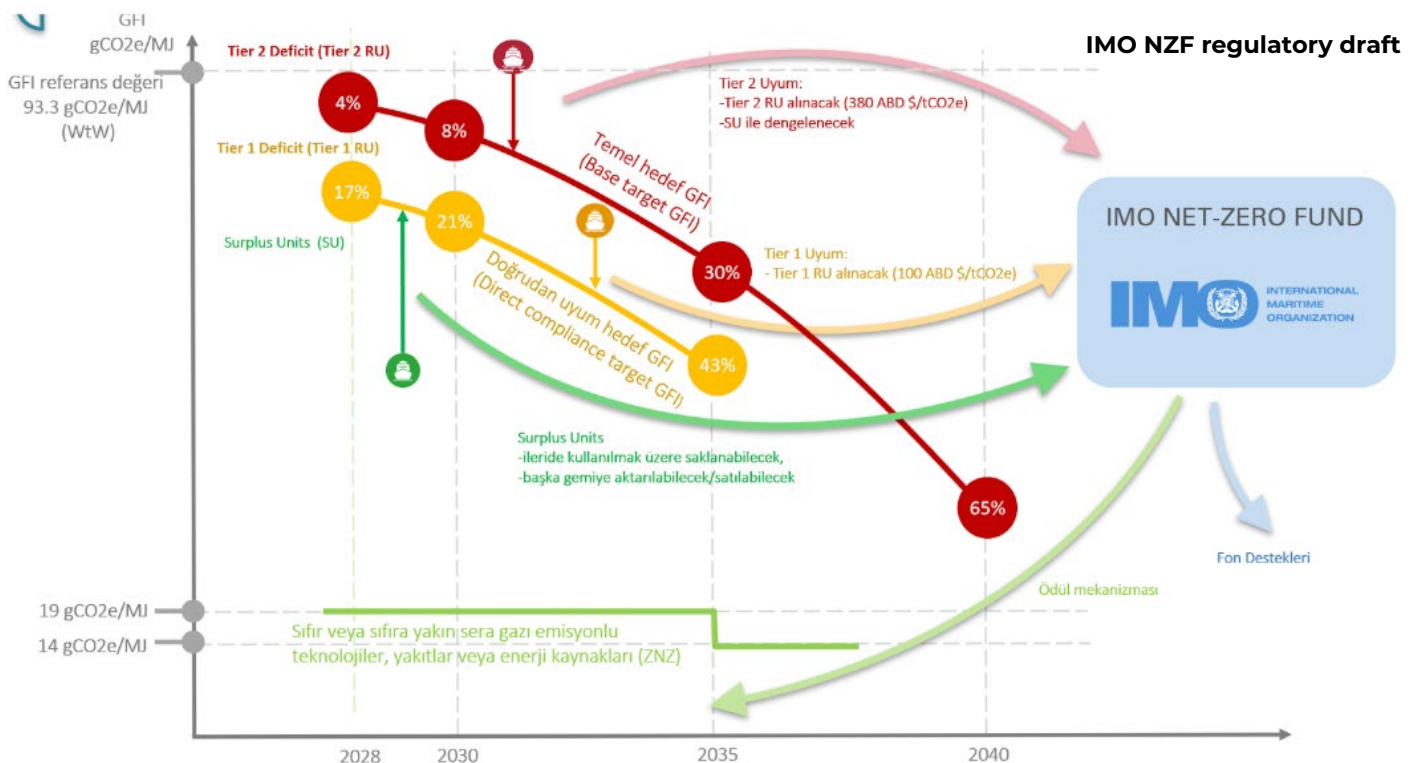 GFI
gCO2e/MJ
IMO NZF regulatory draft
GFI referans değeri
93.3 gCO2e/MJ
(WtW)
Tier 2 Deficit (Tier 2 RU)
4%
8%
Tier 2 Uyum:
-Tier 2 RU alınacak (380 ABD $/tCO2e)
-SU ile dengelenecek
Temel hedef GFI
(Base target GFI)
Tier 1 Deficit (Tier 1 RU)
17%
21%
Surplus Units (SU)
30%
Tier 1 Uyum:
- Tier 1 RU alınacak (100 ABD $/tCO2e)
Doğrudan uyum hedef GFI
(Direct compliance target GFI)
43%
IMO NET-ZERO FUND
IMO
INTERNATIONAL
MARITIME
ORGANIZATION
Surplus Units
-ileride kullanılmak üzere saklanabilecek,
-başka gemiye aktarılabilecek/satılabilecek
65%
Fon Destekleri
Ödül mekanizması
19 gCO2e/MJ
14 gCO2e/MJ
Sıfır veya sıfıra yakın sera gazı emisyonlu
teknolojiler, yakıtlar veya enerji kaynakları (ZNZ)
2028
2030
2035
2040